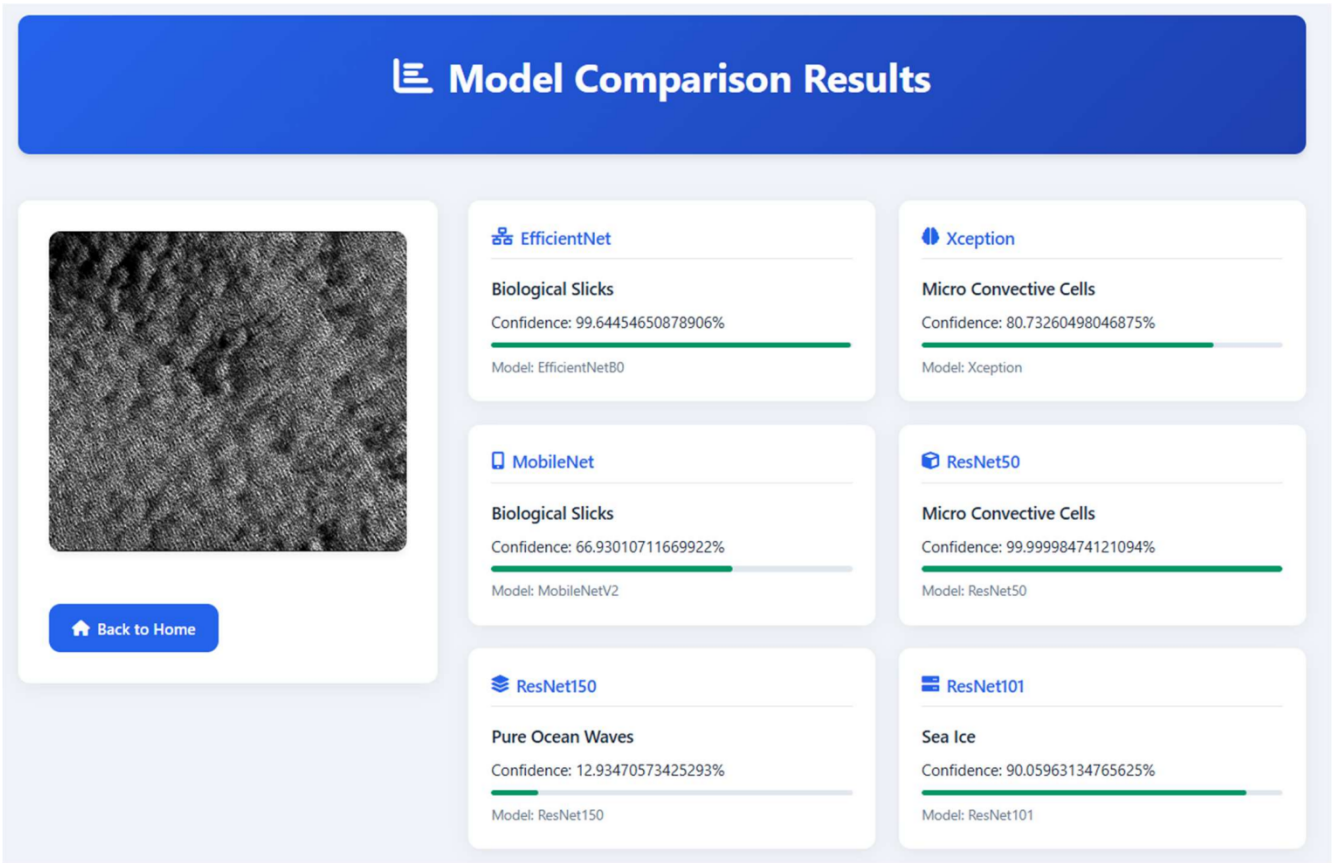 Model Comparison Results
EfficientNet
Biological Slicks
Confidence: 99.64454650878906%
Model: EfficientNetB0
Xception
Micro Convective Cells
Confidence: 80.73260498046875%
Model: Xception
MobileNet
Biological Slicks
Confidence: 66.93010711669922%
Model: MobileNetV2
ResNet50
Micro Convective Cells
Confidence: 99.99998474121094%
Model: ResNet50
Back to Home
ResNet150
Pure Ocean Waves
Confidence: 12.93470573425293%
Model: ResNet150
ResNet101
Sea Ice
Confidence: 90.05963134765625%
Model: ResNet101